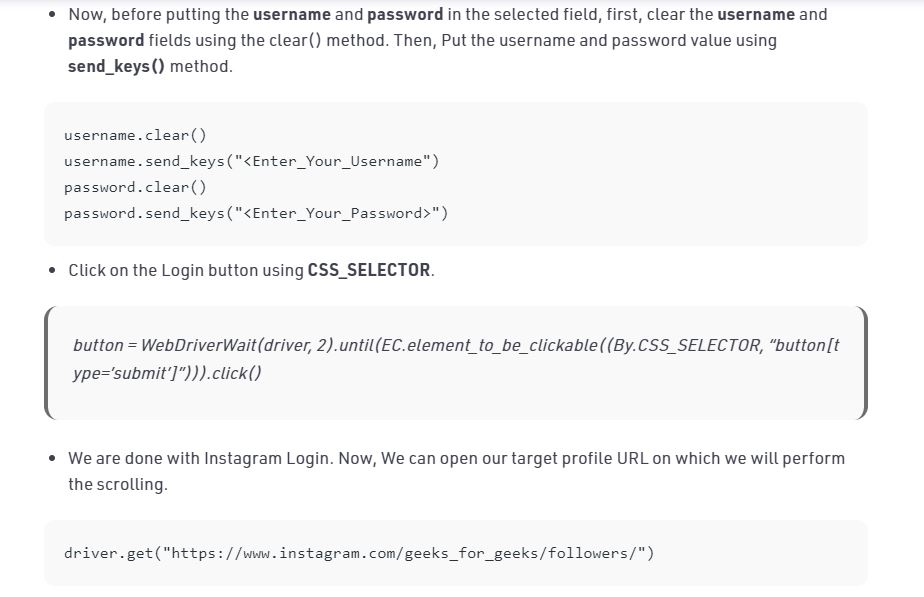 • Now, before putting the username and password in the selected field, first, clear the username and
password fields using the clear() method. Then, Put the username and password value using
send_keys() method.
username.clear()
username.send_keys("<Enter_Your_Username")
password.clear()
password.send_keys("<Enter_Your_Password>")
• Click on the Login button using CSS_SELECTOR.
button = WebDriverWait(driver, 2).until(EC.element_to_be_clickable((By.CSS_SELECTOR, “button[t
ype=’submit’]”))).click()
• We are done with Instagram Login. Now, We can open our target profile URL on which we will perform
the scrolling.
driver.get("https://www.instagram.com/geeks_for_geeks/followers/")